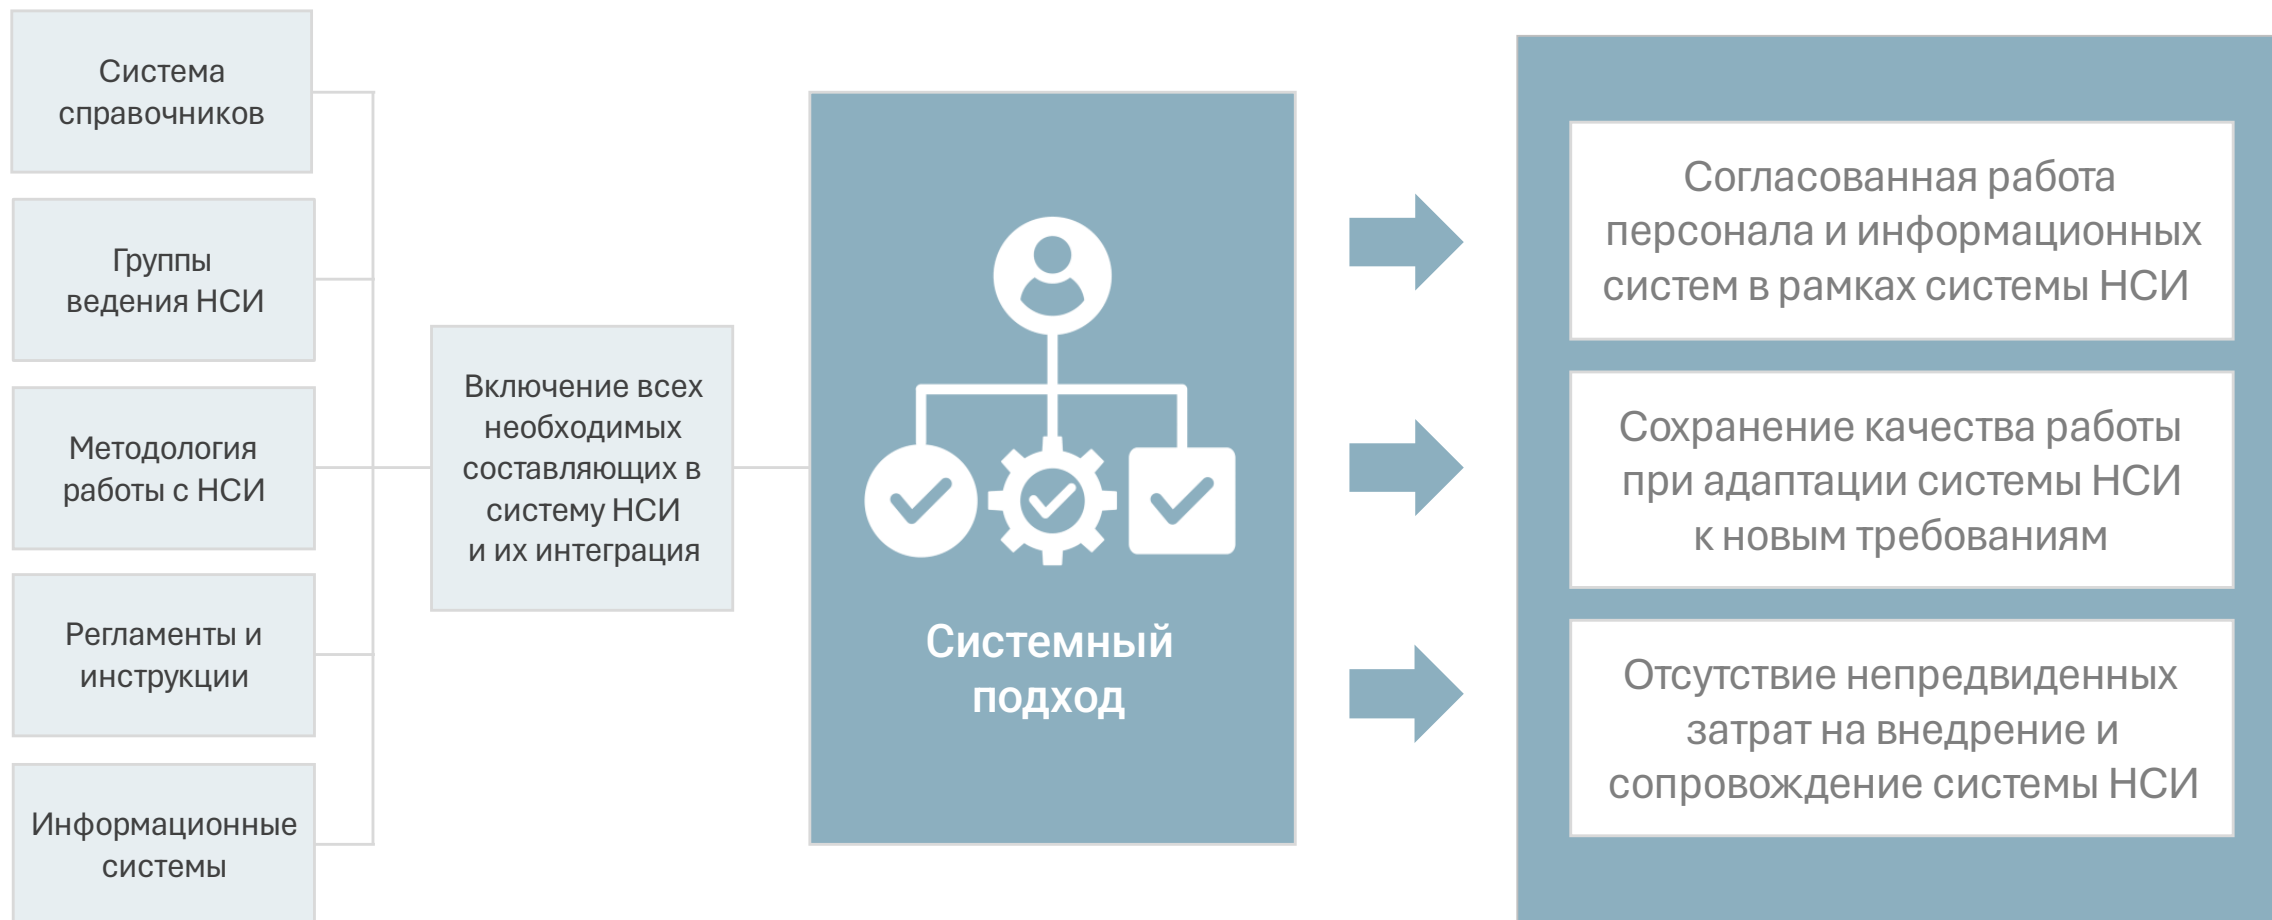 Система
справочников
Группы
ведения НСИ
Методология
работы с НСИ
Регламенты и
инструкции
Информационные
системы
Включение всех
необходимых
составляющих в
систему НСИ
и их интеграция
Системный
подход
Согласованная работа
персонала и информационных
систем в рамках системы НСИ
Сохранение качества работы
при адаптации системы НСИ
к новым требованиям
Отсутствие непредвиденных
затрат на внедрение и
сопровождение системы НСИ